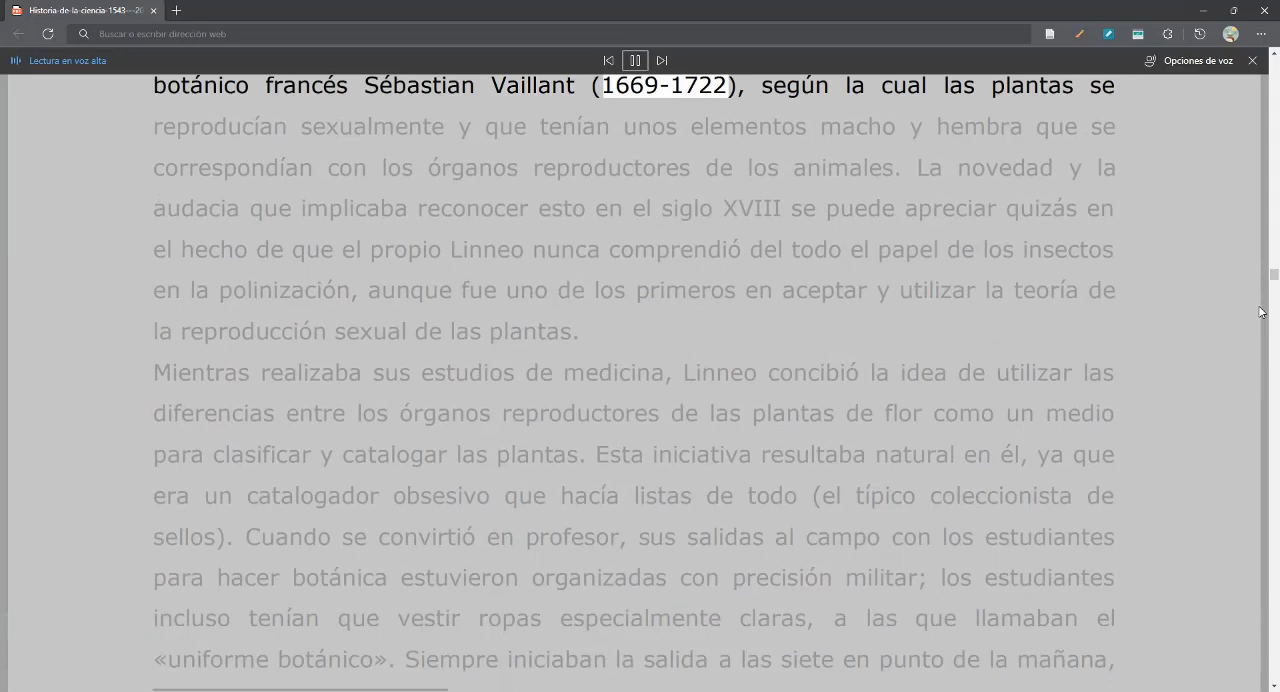 Historia-de-la-ciencia-1543---20
Buscar o escribir dirección web
Lectura en voz alta
Opciones de voz
botánico francés Sébastian Vaillant (1669-1722), según la cual las plantas se
reproducían sexualmente y que tenían unos elementos macho y hembra que se
correspondían con los órganos reproductores de los animales. La novedad y la
audacia que implicaba reconocer esto en el siglo XVIII se puede apreciar quizás en
el hecho de que el propio Linneo nunca comprendió del todo el papel de los insectos
en la polinización, aunque fue uno de los primeros en aceptar y utilizar la teoría de
la reproducción sexual de las plantas.
Mientras realizaba sus estudios de medicina, Linneo concibió la idea de utilizar las
diferencias entre los órganos reproductores de las plantas de flor como un medio
para clasificar y catalogar las plantas. Esta iniciativa resultaba natural en él, ya que
era un catalogador obsesivo que hacía listas de todo (el típico coleccionista de
sellos). Cuando se convirtió en profesor, sus salidas al campo con los estudiantes
para hacer botánica estuvieron organizadas con precisión militar; los estudiantes
incluso tenían que vestir ropas especialmente claras, a las que llamaban el
«uniforme botánico». Siempre iniciaban la salida a las siete en punto de la mañana,